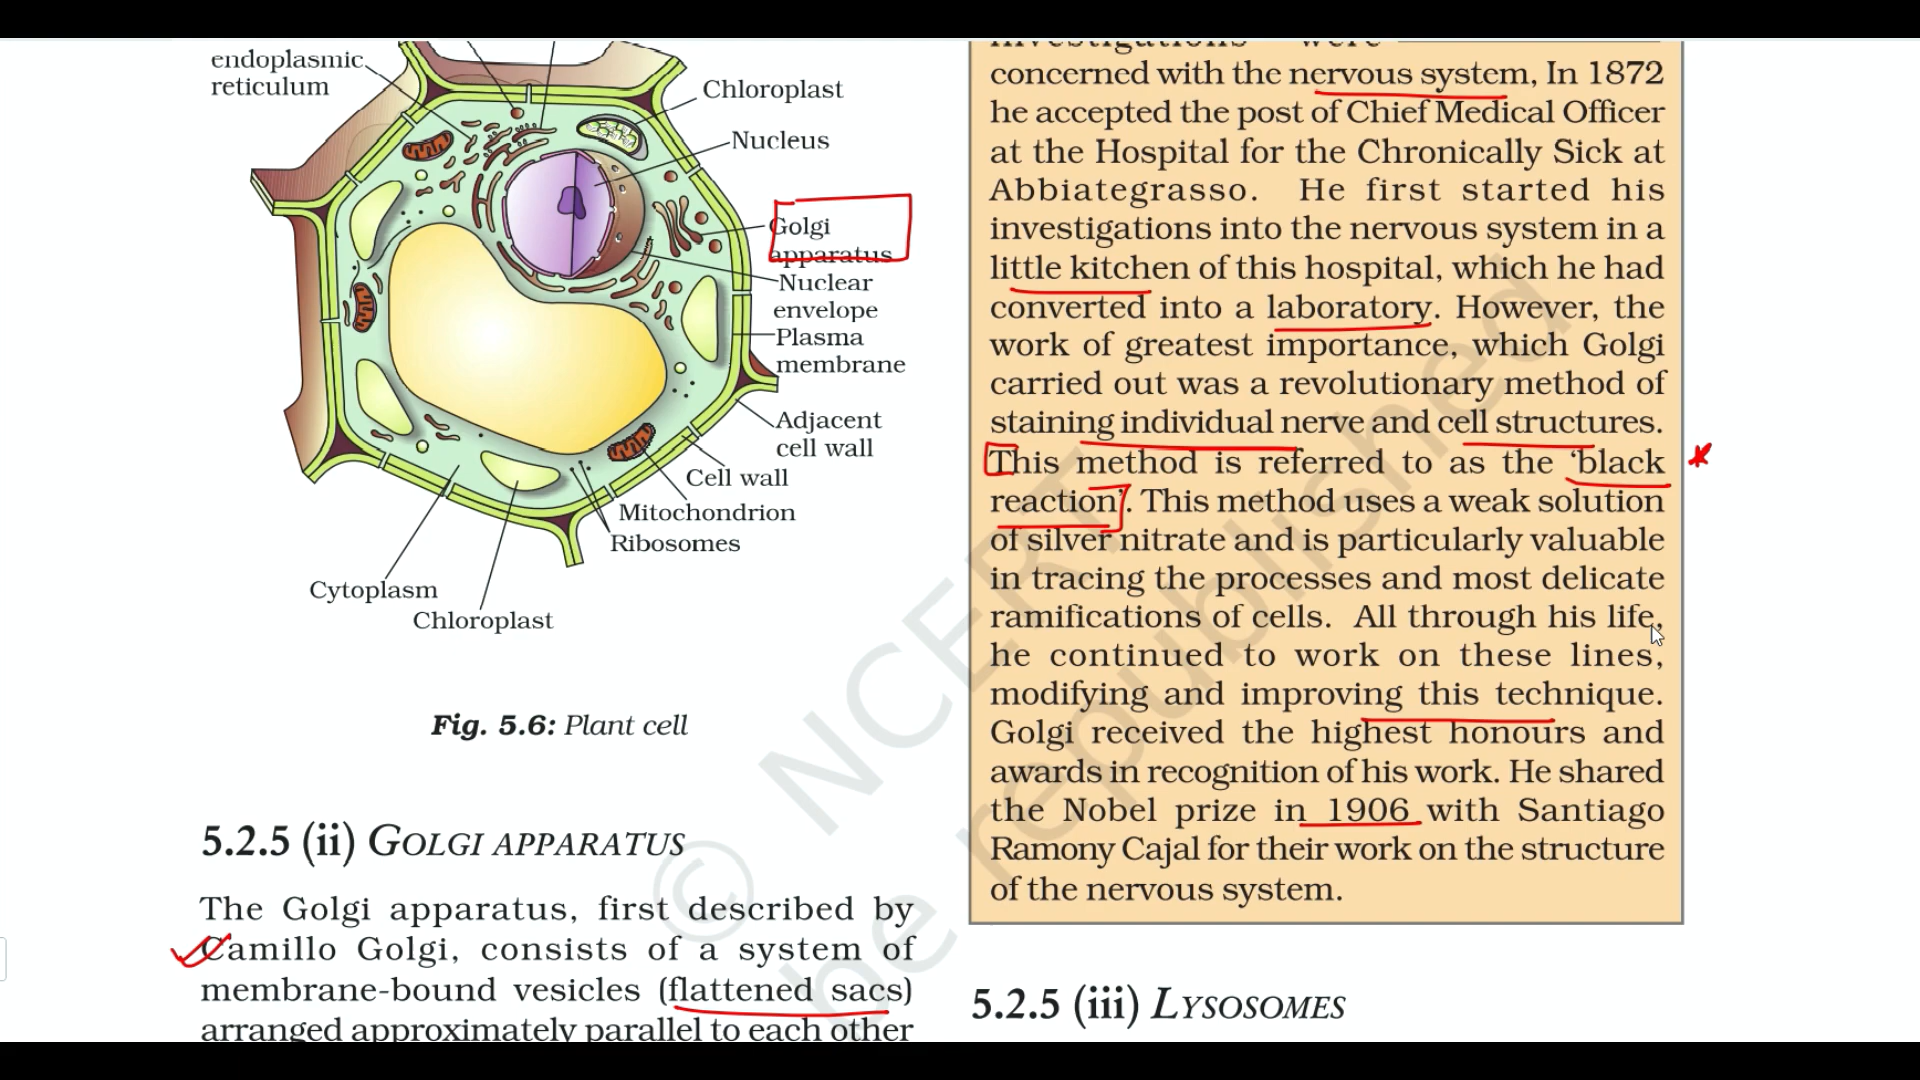 endoplasmic
reticulum
Chloroplast
Nucleus
Golgi
apparatus
Nuclear
envelope
Plasma
membrane
Adjacent
cell wall
Cell wall
Mitochondrion
Ribosomes
Cytoplasm
Chloroplast
Fig. 5.6: Plant cell
5.2.5 (ii) GOLGI APPARATUS
The Golgi apparatus, first described by
Camillo Golgi, consists of a system of
membrane-bound vesicles (flattened sacs)
arranged approximately parallel to each other
investigations were
concerned with the nervous system, In 1872
he accepted the post of Chief Medical Officer
at the Hospital for the Chronically Sick at
Abbiategrasso. He first started his
investigations into the nervous system in a
little kitchen of this hospital, which he had
converted into a laboratory. However, the
work of greatest importance, which Golgi
carried out was a revolutionary method of
staining individual nerve and cell structures.
This method is referred to as the ‘black
reaction’. This method uses a weak solution
of silver nitrate and is particularly valuable
in tracing the processes and most delicate
ramifications of cells. All through his life,
he continued to work on these lines,
modifying and improving this technique.
Golgi received the highest honours and
awards in recognition of his work. He shared
the Nobel prize in 1906 with Santiago
Ramony Cajal for their work on the structure
of the nervous system.
5.2.5 (iii) LYSOSOMES
© NCERT
be republished